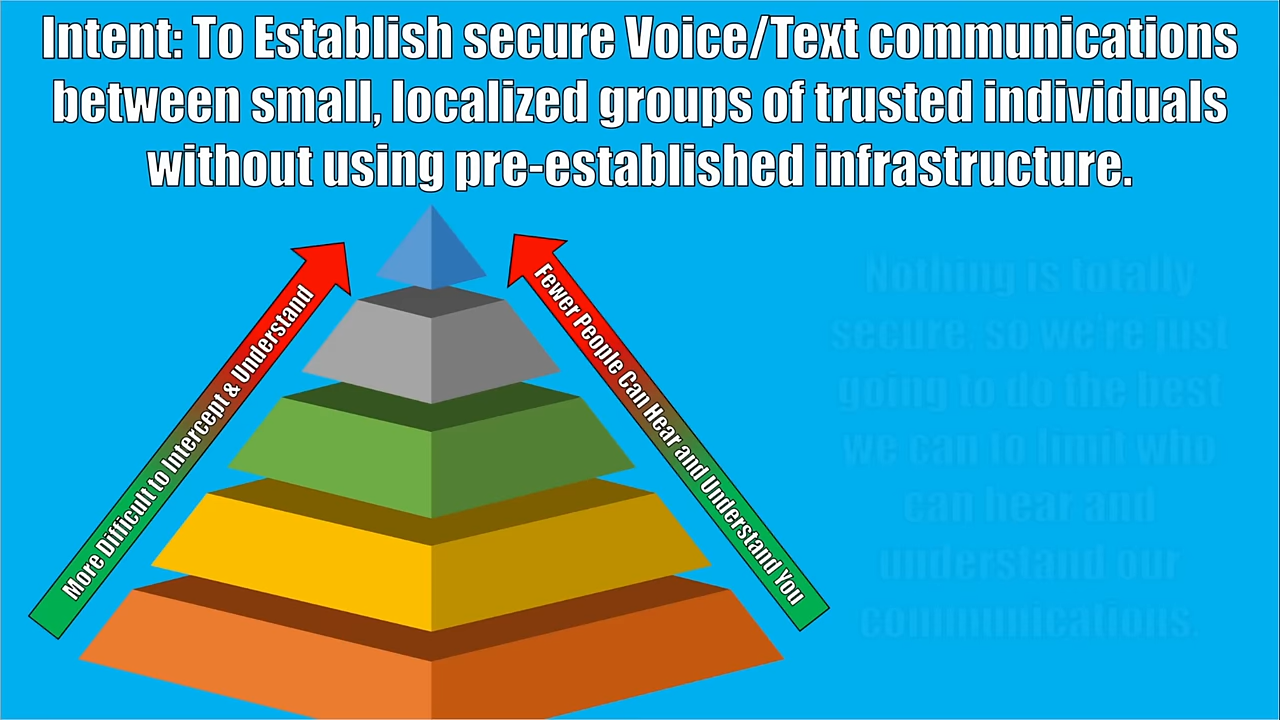 Intent: To Establish secure Voice/Text communications
between small, localized groups of trusted individuals
without using pre-established infrastructure.
More Difficult to Intercept & Understand
Fewer People Can Hear and Understand You
Nothing is totally
secure, so we're just
going to do the best
we can to limit who
can hear and
understand our
communications.